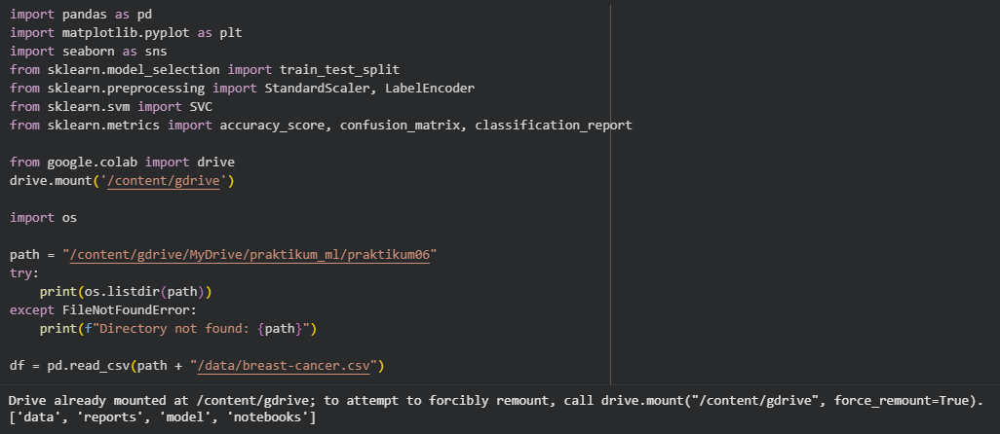 import pandas as pd
import matplotlib.pyplot as plt
import seaborn as sns
from sklearn.model_selection import train_test_split
from sklearn.preprocessing import StandardScaler, LabelEncoder
from sklearn.svm import SVC
from sklearn.metrics import accuracy_score, confusion_matrix, classification_report
from google.colab import drive
drive.mount('/content/gdrive')
import os
path = "/content/gdrive/MyDrive/praktikum_ml/praktikum06"
try:
    print(os.listdir(path))
except FileNotFoundError:
    print(f"Directory not found: {path}")
df = pd.read_csv(path + "/data/breast-cancer.csv")
Drive already mounted at /content/gdrive; to attempt to forcibly remount, call drive.mount("/content/gdrive", force_remount=True).
['data', 'reports', 'model', 'notebooks']